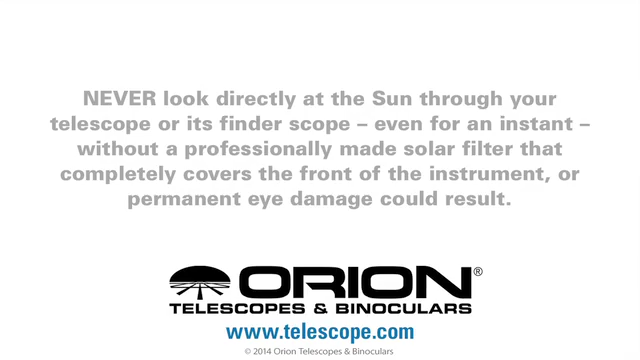 NEVER look directly at the Sun through your
telescope or its finder scope – even for an instant –
without a professionally made solar filter that
completely covers the front of the instrument, or
permanent eye damage could result.
ORION®
TELESCOPES & BINOCULARS
www.telescope.com
© 2014 Orion Telescopes & Binoculars